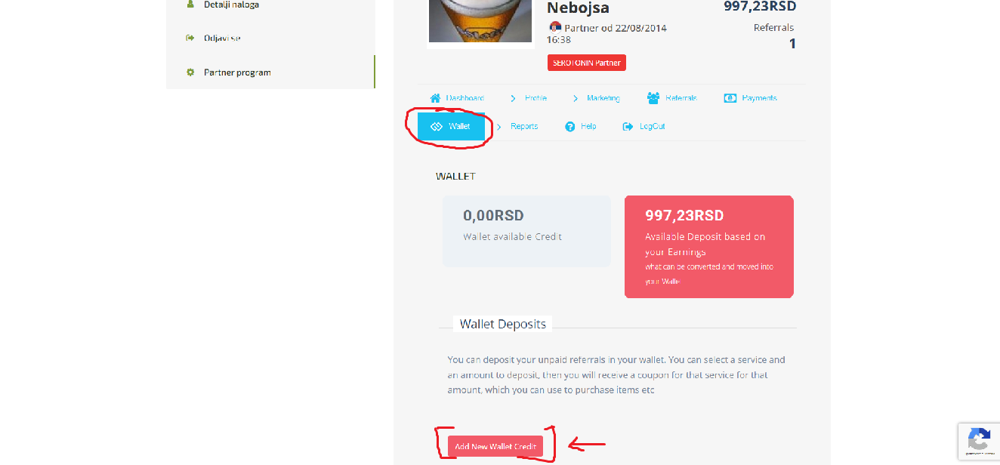 Detalji naloga
Odjavi se
Partner program
Nebojsa
Partner od 22/08/2014
16:38
SEROTONIN Partner
997,23RSD
Referrals
1
Dashboard
Profile
Marketing
Referrals
Payments
Wallet
Reports
Help
LogOut
WALLET
0,00RSD
Wallet available Credit
997,23RSD
Available Deposit based on
your Earnings
what can be converted and moved into
your Wallet
Wallet Deposits
You can deposit your unpaid referrals in your wallet. You can select a service and
an amount to deposit, then you will receive a coupon for that service for that
amount, which you can use to purchase items etc
Add New Wallet Credit